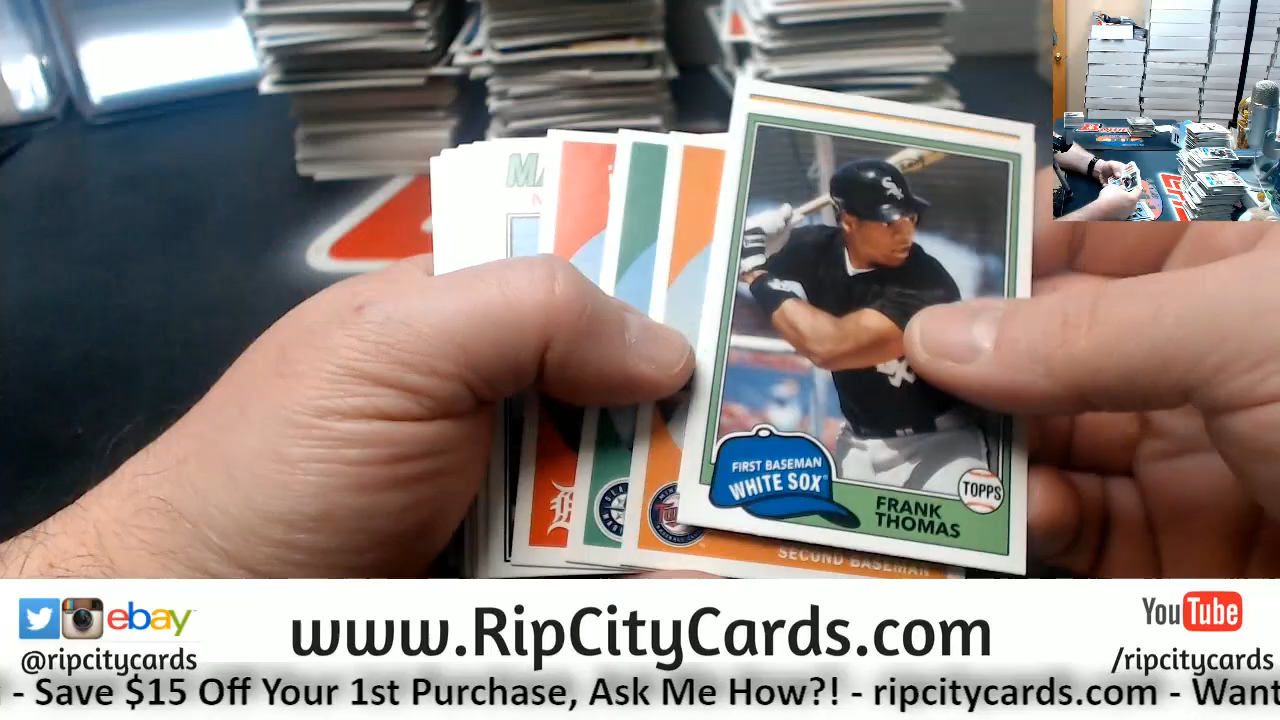 MA
SECOND BASEMAN
FIRST BASEMAN
WHITE SOX
FRANK
THOMAS
TOPPS
ebay
www.RipCityCards.com
You Tube
@ripcitycards
/ripcitycards
- Save $15 Off Your 1st Purchase, Ask Me How?! - ripcitycards.com - Want